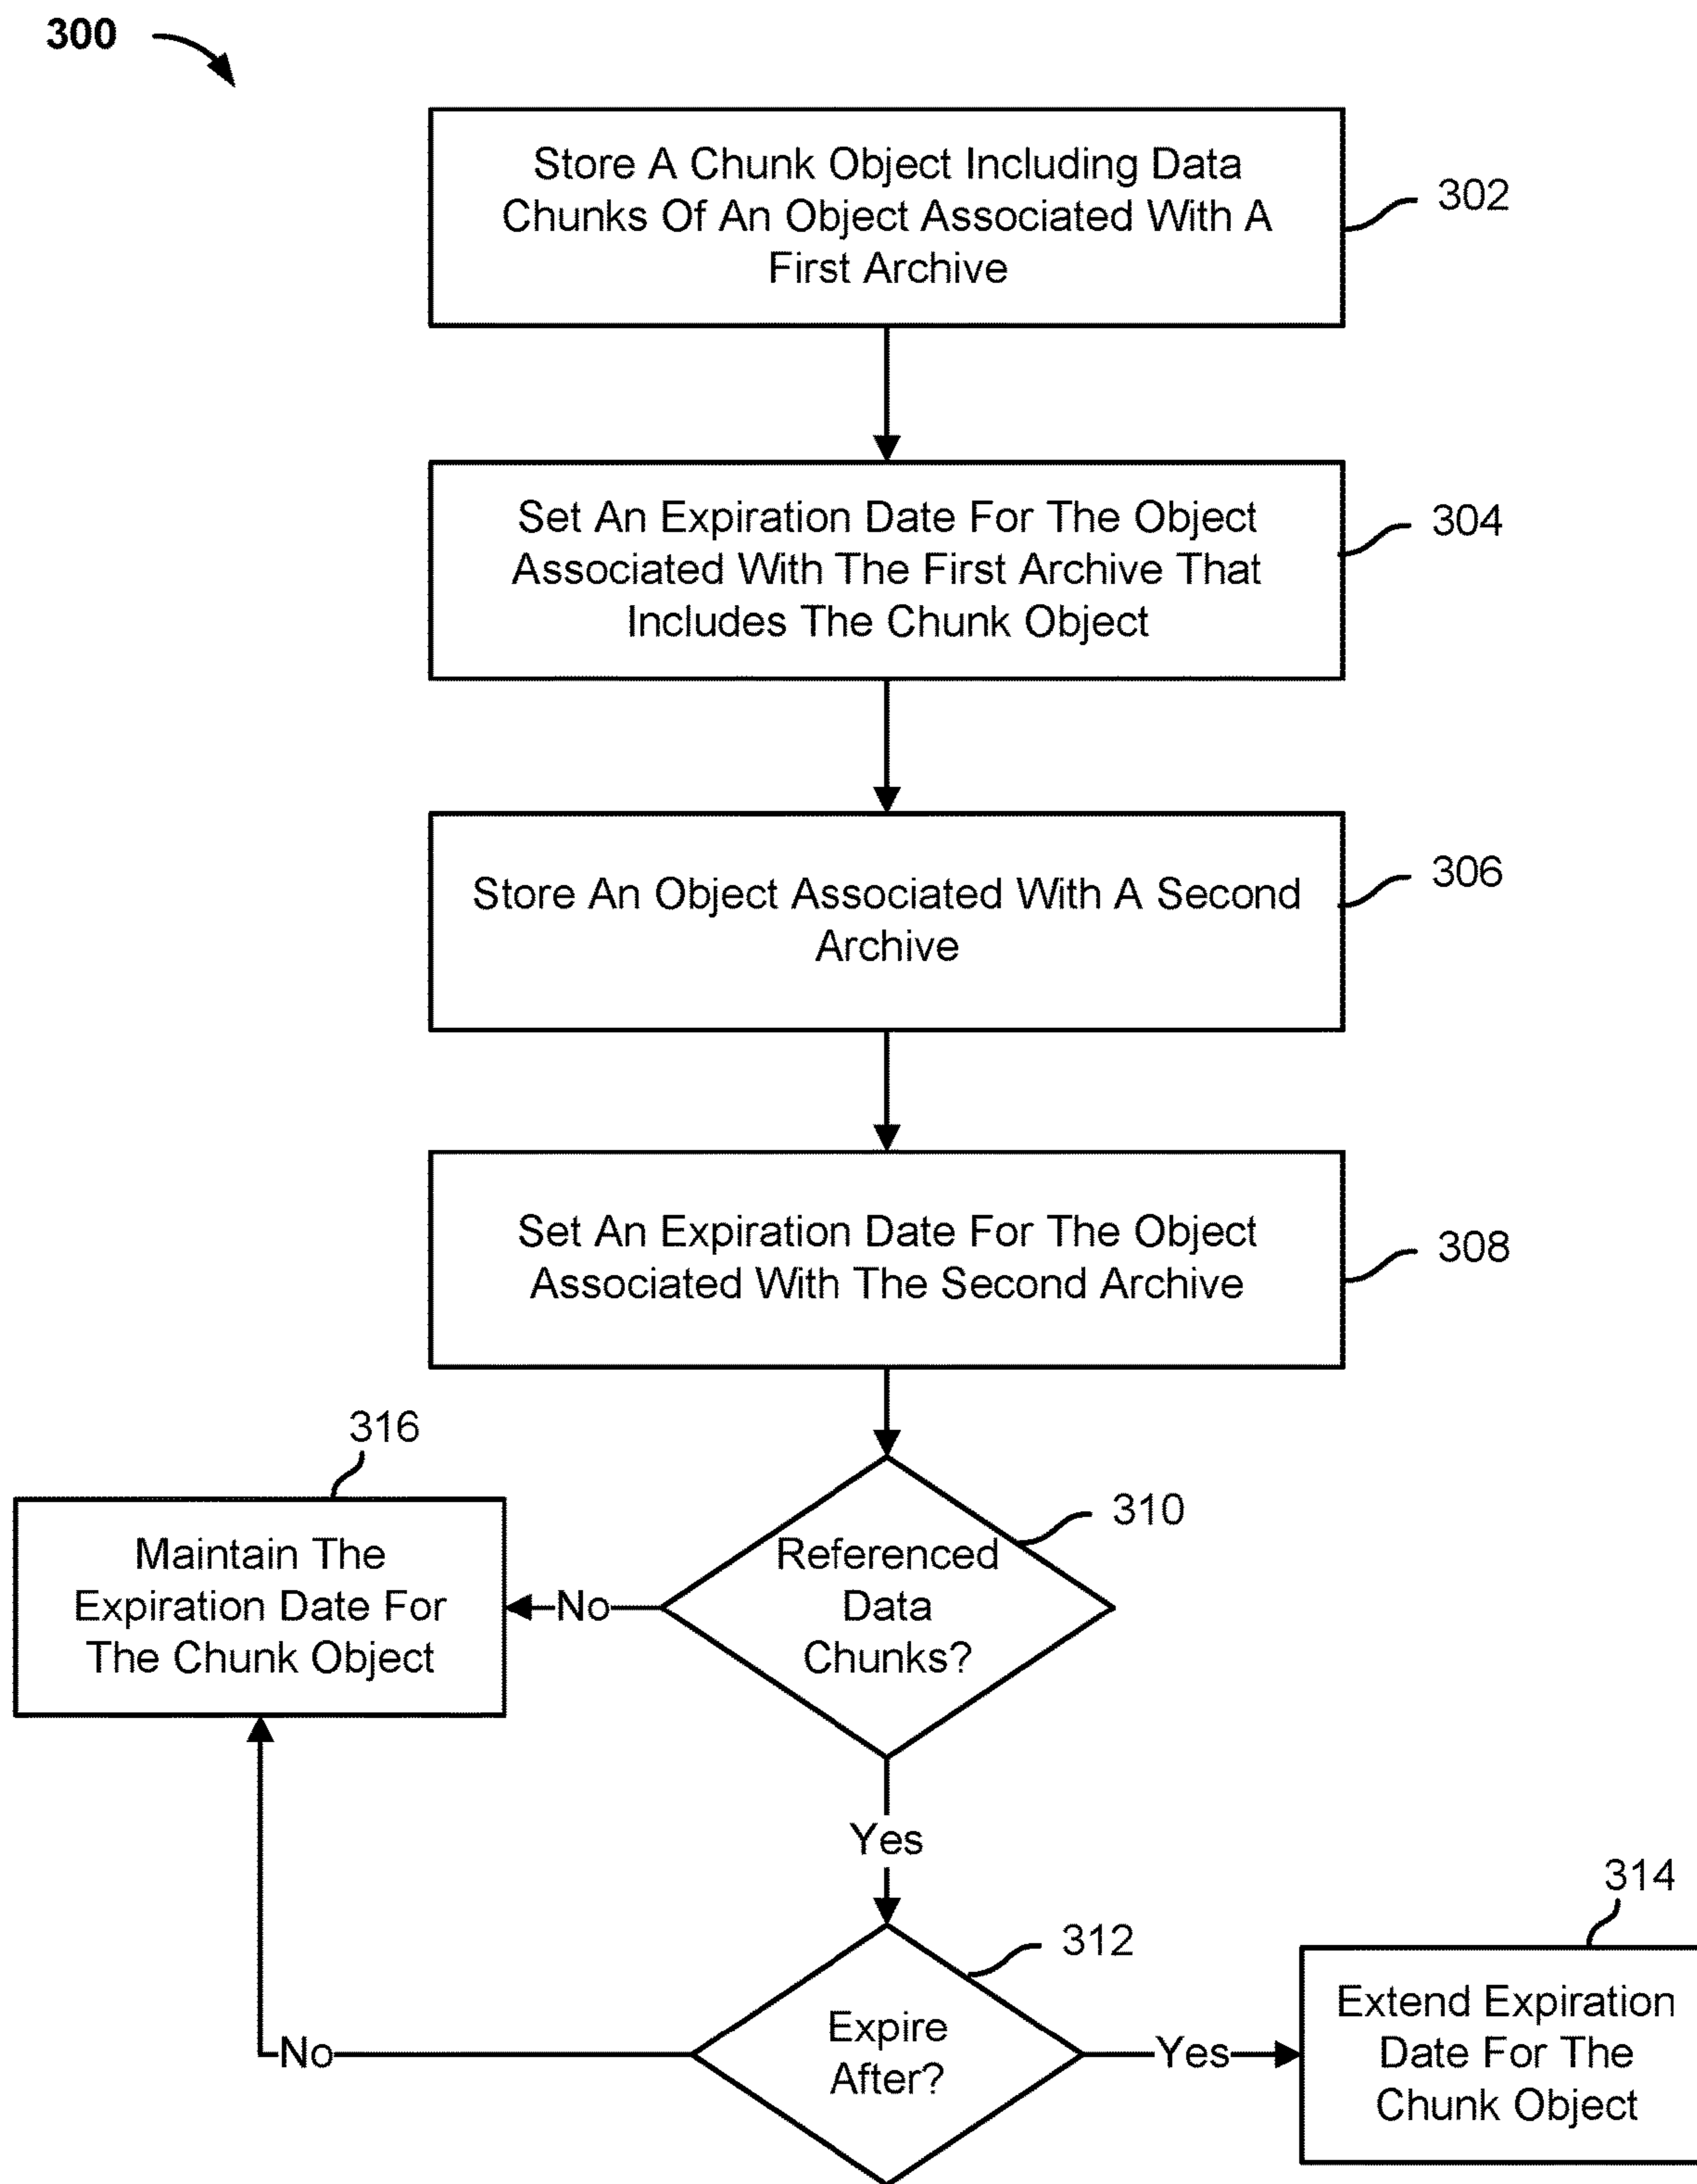 300
Store A Chunk Object Including Data
Chunks Of An Object Associated With A
First Archive
302
Set An Expiration Date For The Object
Associated With The First Archive That
Includes The Chunk Object
304
Store An Object Associated With A Second
Archive
306
Set An Expiration Date For The Object
Associated With The Second Archive
308
316
Maintain The
Expiration Date For
The Chunk Object
No
Referenced
Data
Chunks?
310
Yes
312
Expire
After?
No
Yes
314
Extend Expiration
Date For The
Chunk Object